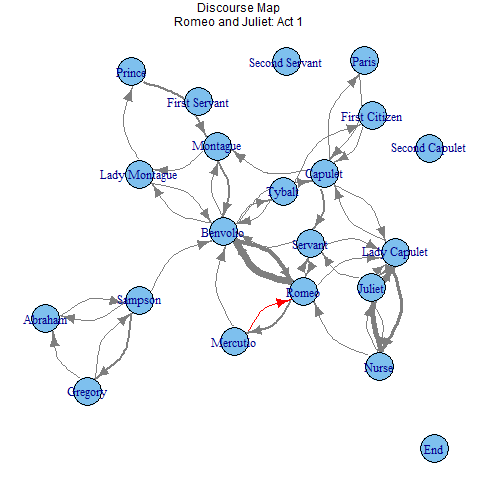 Discourse Map
Romeo and Juliet: Act 1
Second Servant
Paris
Prince
First Servant
First Citizen
Montague
Second Capulet
Lady Montague
Capulet
Tybalt
Benvolio
Servant
Lady Capulet
Juliet
Romeo
Sampson
Abraham
Mercutio
Nurse
Gregory
End